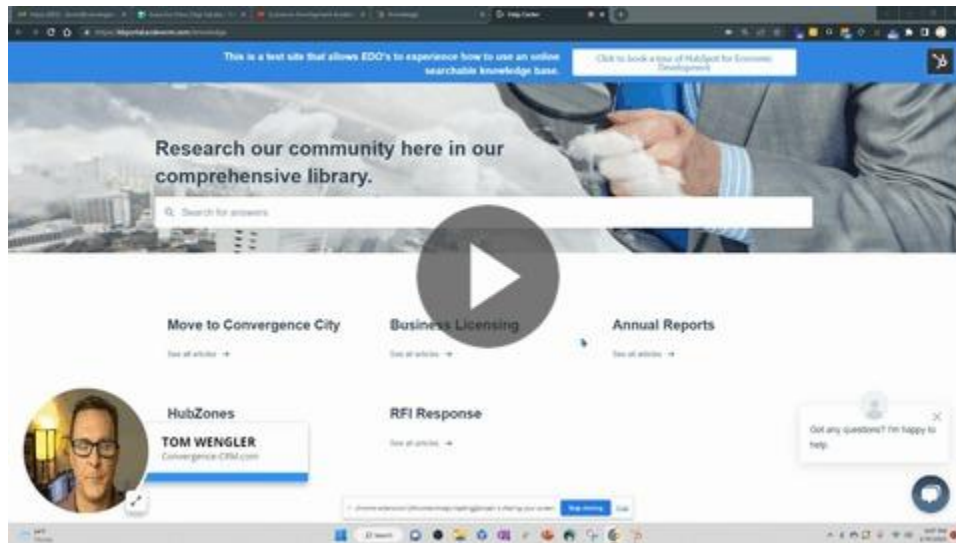 Help Center
This is a test site that allows EDO's to experience how to use an online
searchable knowledge base.
Click to book a tour of HubSpot for Economic
Development
Research our community here in our
comprehensive library.
Search for answers
Move to Convergence City
Business Licensing
Annual Reports
See all articles
See all articles
See all articles
HubZones
RFI Response
See all articles
TOM WENGLER
Convergence-CRM.com
Got any questions? I'm happy to
help.
Stop sharing
Hide
Search